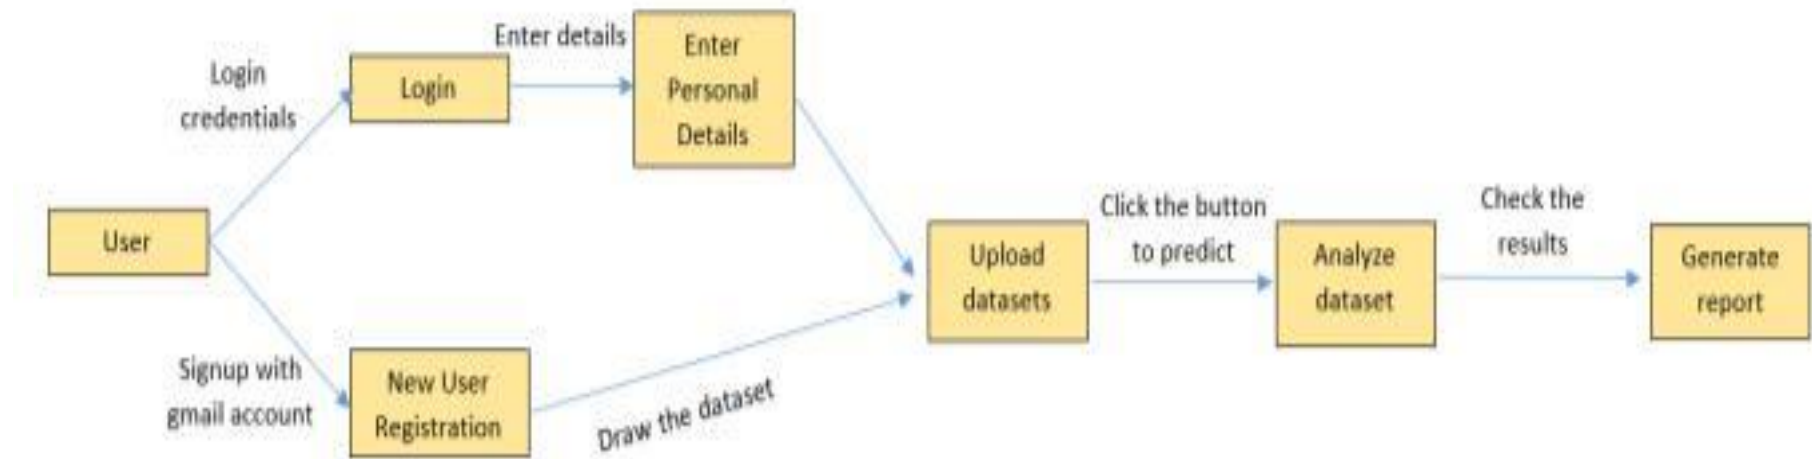 Enter details
Enter
Personal
Details
Login
credentials
Login
User
Signup with
gmail account
New User
Registration
Draw the dataset
Upload
datasets
Click the button
to predict
Analyze
dataset
Check the
results
Generate
report